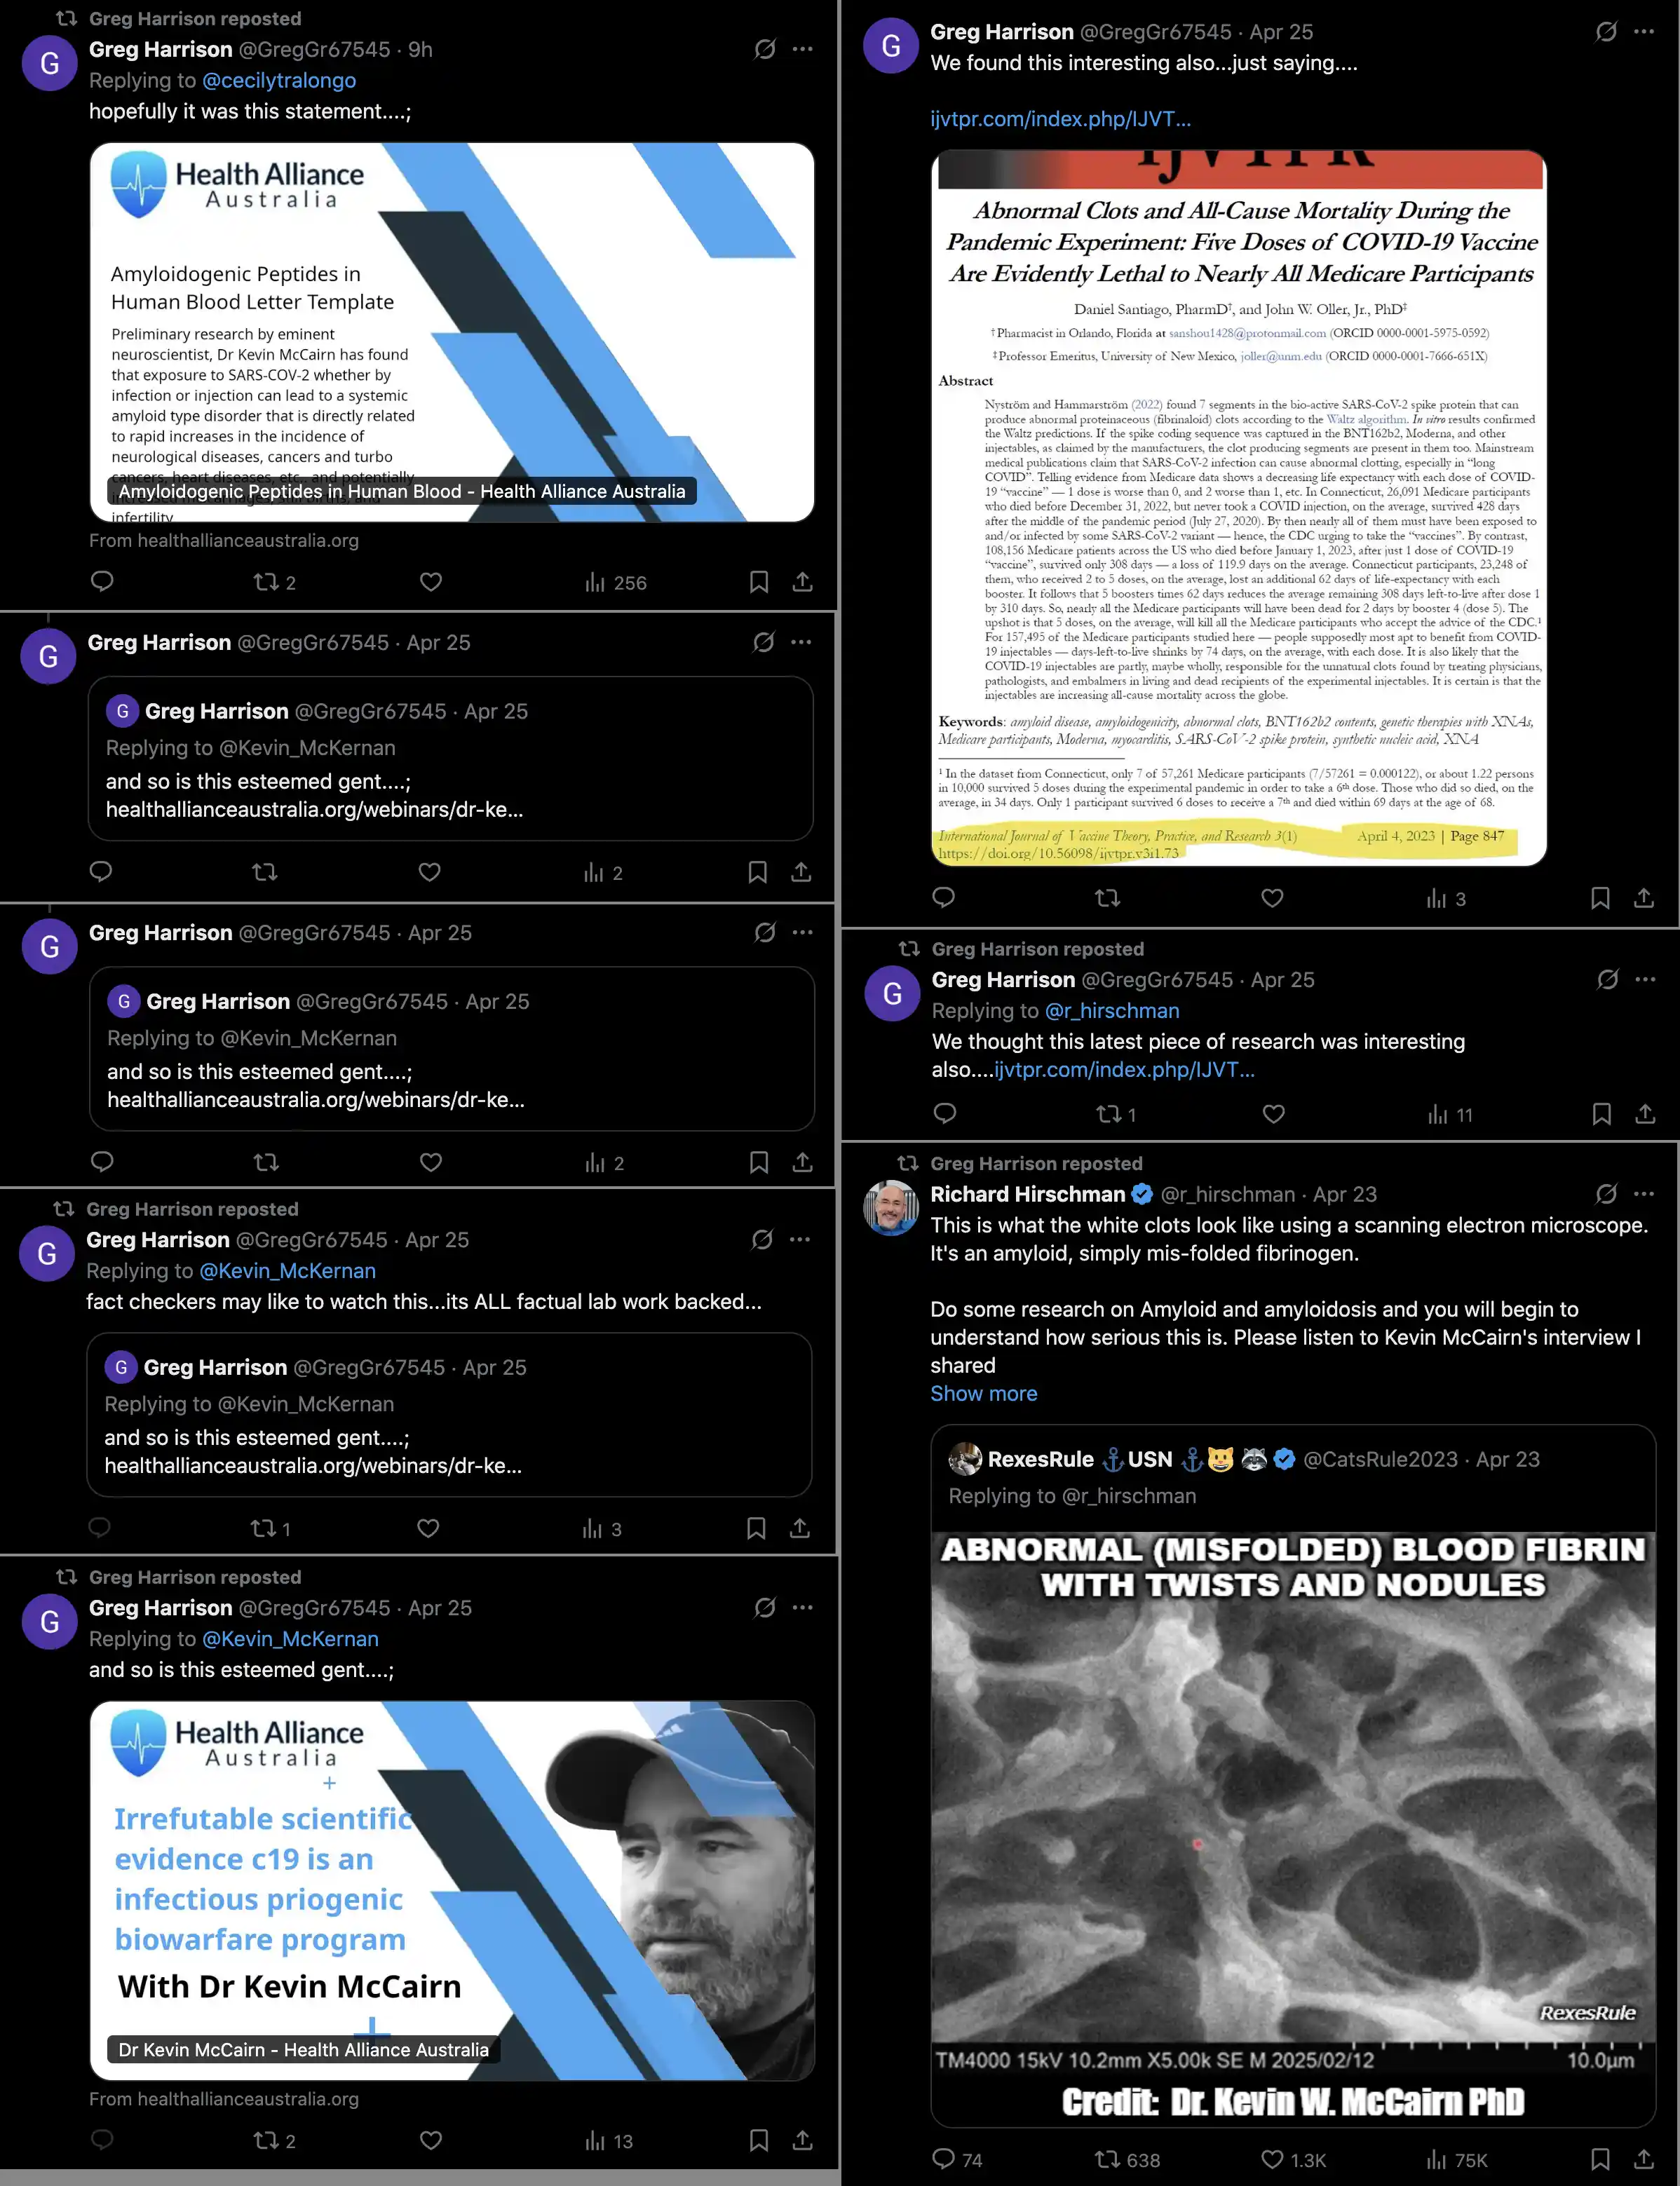 Greg Harrison reposted
G
Greg Harrison @GregGr67545 · 9h
Replying to @cecilytralongo
hopefully it was this statement....;
Health Alliance
Australia
Amyloidogenic Peptides in
Human Blood Letter Template
Preliminary research by eminent
neuroscientist, Dr Kevin McCairn has found
that exposure to SARS-COV-2 whether by
infection or injection can lead to a systemic
amyloid type disorder that is directly related
to rapid increases in the incidence of
neurological diseases, cancers and turbo
cancers, heart diseases, etc.. and potentially
infertility
Amyloidogenic Peptides in Human Blood - Health Alliance Australia
From healthallianceaustralia.org
2
256
G
Greg Harrison @GregGr67545 · Apr 25
G Greg Harrison @GregGr67545 · Apr 25
Replying to @Kevin_McKernan
and so is this esteemed gent....;
healthallianceaustralia.org/webinars/dr-ke...
2
G
Greg Harrison @GregGr67545 · Apr 25
G Greg Harrison @GregGr67545 · Apr 25
Replying to @Kevin_McKernan
and so is this esteemed gent....;
healthallianceaustralia.org/webinars/dr-ke...
2
Greg Harrison reposted
G
Greg Harrison @GregGr67545 · Apr 25
Replying to @Kevin_McKernan
fact checkers may like to watch this...its ALL factual lab work backed...
G Greg Harrison @GregGr67545 · Apr 25
Replying to @Kevin_McKernan
and so is this esteemed gent....;
healthallianceaustralia.org/webinars/dr-ke...
1
3
Greg Harrison reposted
G
Greg Harrison @GregGr67545 · Apr 25
Replying to @Kevin_McKernan
and so is this esteemed gent....;
Health Alliance
Australia
Irrefutable scientific
evidence c19 is an
infectious priogenic
biowarfare program
With Dr Kevin McCairn
Dr Kevin McCairn - Health Alliance Australia
From healthallianceaustralia.org
2
13
G
Greg Harrison @GregGr67545 · Apr 25
We found this interesting also...just saying....
ijvtpr.com/index.php/IJVT...
IJVTPR
Abnormal Clots and All-Cause Mortality During the
Pandemic Experiment: Five Doses of COVID-19 Vaccine
Are Evidently Lethal to Nearly All Medicare Participants
Daniel Santiago, PharmD†, and John W. Oller, Jr., PhD‡
† Pharmacist in Orlando, Florida at sanshou1428@protonmail.com (ORCID 0000-0001-5975-0592)
‡ Professor Emeritus, University of New Mexico, joller@unm.edu (ORCID 0000-0001-7666-651X)
Abstract
Nyström and Hammarström (2022) found 7 segments in the bio-active SARS-CoV-2 spike protein that can
produce abnormal proteinaceous (fibrinaloid) clots according to the Waltz algorithm. In vitro results confirmed
the Waltz predictions. If the spike coding sequence was captured in the BNT162b2, Moderna, and other
injectables, as claimed by the manufacturers, the clot producing segments are present in them too. Mainstream
medical publications claim that SARS-CoV-2 infection can cause abnormal clotting, especially in “long
COVID”. Telling evidence from Medicare data shows a decreasing life expectancy with each dose of COVID-
19 “vaccine” — 1 dose is worse than 0, and 2 worse than 1, etc. In Connecticut, 26,091 Medicare participants
who died before December 31, 2022, but never took a COVID injection, on the average, survived 428 days
after the middle of the pandemic period (July 27, 2020). By then nearly all of them must have been exposed to
and/or infected by some SARS-CoV-2 variant — hence, the CDC urging to take the “vaccines”. By contrast,
108,156 Medicare patients across the US who died before January 1, 2023, after just 1 dose of COVID-19
“vaccine”, survived only 308 days — a loss of 119.9 days on the average. Connecticut participants, 23,248 of
them, who received 2 to 5 doses, on the average, lost an additional 62 days of life-expectancy with each
booster. It follows that 5 boosters times 62 days reduces the average remaining 308 days left-to-live after dose 1
by 310 days. So, nearly all the Medicare participants will have been dead for 2 days by booster 4 (dose 5). The
upshot is that 5 doses, on the average, will kill all the Medicare participants who accept the advice of the CDC.¹
For 157,495 of the Medicare participants studied here — people supposedly most apt to benefit from COVID-
19 injectables — days-left-to-live shrinks by 74 days, on the average, with each dose. It is also likely that the
COVID-19 injectables are partly, maybe wholly, responsible for the unnatural clots found by treating physicians,
pathologists, and embalmers in living and dead recipients of the experimental injectables. It is certain is that the
injectables are increasing all-cause mortality across the globe.
Keywords: amyloid disease, amyloidogenicity, abnormal clots, BNT162b2 contents, genetic therapies with XNAs,
Medicare participants, Moderna, myocarditis, SARS-CoV-2 spike protein, synthetic nucleic acid, XNA
¹ In the dataset from Connecticut, only 7 of 57,261 Medicare participants (7/57261 = 0.000122), or about 1.22 persons
in 10,000 survived 5 doses during the experimental pandemic in order to take a 6th dose. Those who did so died, on the
average, in 34 days. Only 1 participant survived 6 doses to receive a 7th and died within 69 days at the age of 68.
International Journal of Vaccine Theory, Practice, and Research 3(1) April 4, 2023 | Page 847
https://doi.org/10.56098/ijvtpr.v3i1.73
3
Greg Harrison reposted
G
Greg Harrison @GregGr67545 · Apr 25
Replying to @r_hirschman
We thought this latest piece of research was interesting
also....ijvtpr.com/index.php/IJVT...
1
11
Greg Harrison reposted
Richard Hirschman @r_hirschman · Apr 23
This is what the white clots look like using a scanning electron microscope.
It's an amyloid, simply mis-folded fibrinogen.
Do some research on Amyloid and amyloidosis and you will begin to
understand how serious this is. Please listen to Kevin McCairn's interview I
shared
Show more
RexesRule ⚓USN ⚓😺🦝 @CatsRule2023 · Apr 23
Replying to @r_hirschman
ABNORMAL (MISFOLDED) BLOOD FIBRIN
WITH TWISTS AND NODULES
RexesRule
TM4000 15kV 10.2mm X5.00k SE M 2025/02/12 10.0µm
Credit: Dr. Kevin W. McCairn PhD
74
638
1.3K
75K